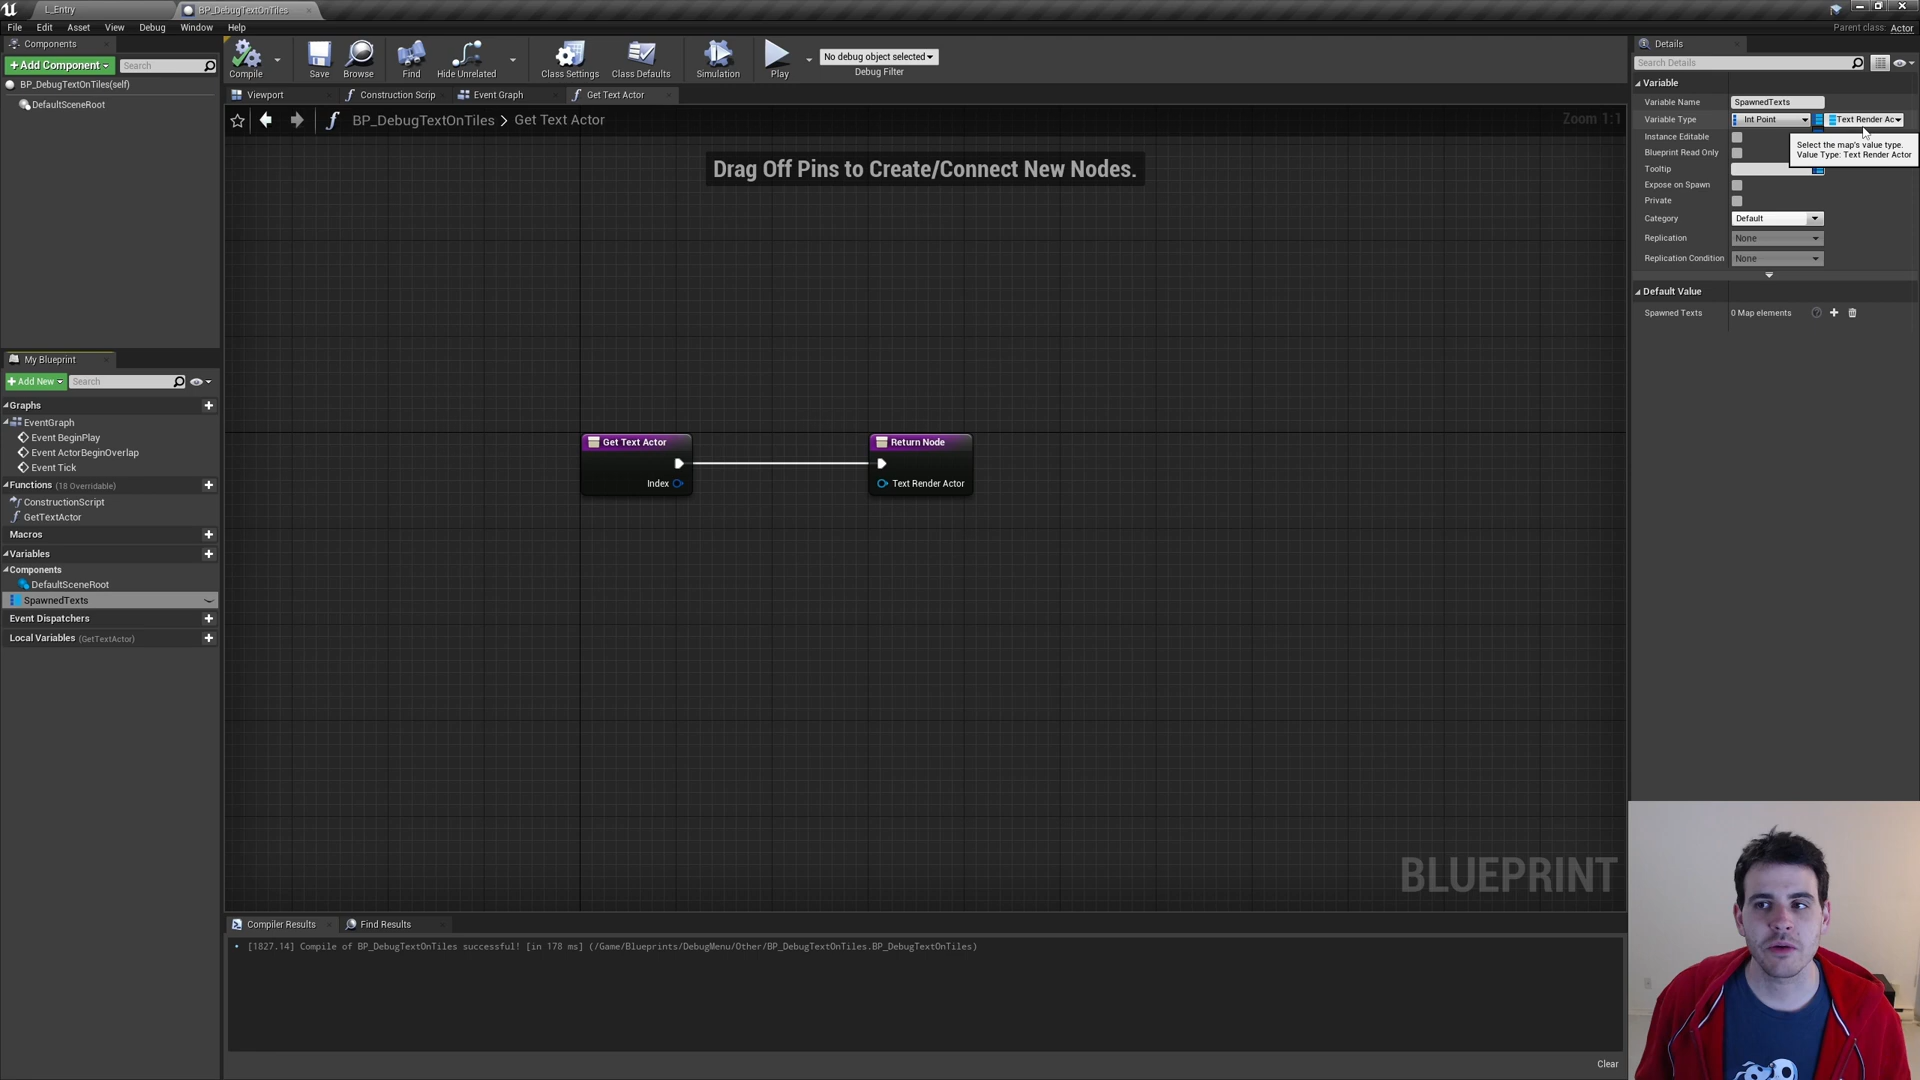 L_Entry
BP_DebugTextOnTiles
File Edit Asset View Debug Window Help
Parent class: Actor
Components
+Add Component
Search
BP_DebugTextOnTiles(self)
DefaultSceneRoot
Compile
Save
Browse
Find
Hide Unrelated
Class Settings
Class Defaults
Simulation
Play
No debug object selected
Debug Filter
Viewport
Construction Scrip
Event Graph
Get Text Actor
BP_DebugTextOnTiles > Get Text Actor
Zoom 1:1
Drag Off Pins to Create/Connect New Nodes.
Get Text Actor
Index
Return Node
Text Render Actor
BLUEPRINT
My Blueprint
+Add New
Search
Graphs
EventGraph
Event BeginPlay
Event ActorBeginOverlap
Event Tick
Functions (18 Overridable)
ConstructionScript
GetTextActor
Macros
Variables
Components
DefaultSceneRoot
SpawnedTexts
Event Dispatchers
Local Variables (GetTextActor)
Compiler Results
Find Results
[1827.14] Compile of BP_DebugTextOnTiles successful! [in 178 ms] (/Game/Blueprints/DebugMenu/Other/BP_DebugTextOnTiles.BP_DebugTextOnTiles)
Clear
Details
Search Details
Variable
Variable Name SpawnedTexts
Variable Type Int Point Text Render Ac
Instance Editable
Select the map's value type.
Value Type: Text Render Actor
Blueprint Read Only
Tooltip
Expose on Spawn
Private
Category Default
Replication None
Replication Condition None
Default Value
Spawned Texts 0 Map elements